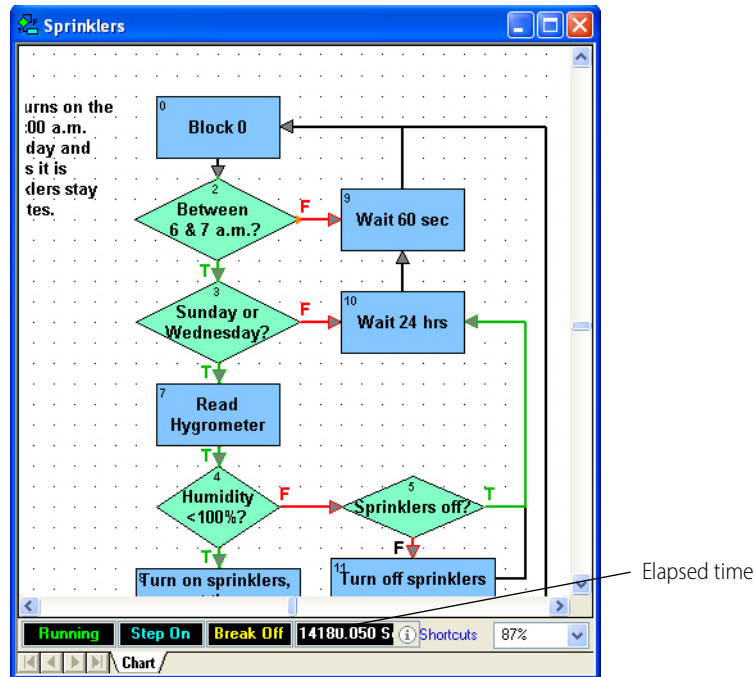 Sprinklers
urns on the
:00 a.m.
day and
s it is
klers stay
tes.
0
Block 0
2
Between
6 & 7 a.m.?
F
9
Wait 60 sec
T
3
Sunday or
Wednesday?
F
10
Wait 24 hrs
T
7
Read
Hygrometer
T
4
Humidity
<100%?
F
5
Sprinklers off?
T
T
F
Turn on sprinklers,
11
Turn off sprinklers
Elapsed time
Running
Step On
Break Off
14180.050 S
Shortcuts
87%
Chart